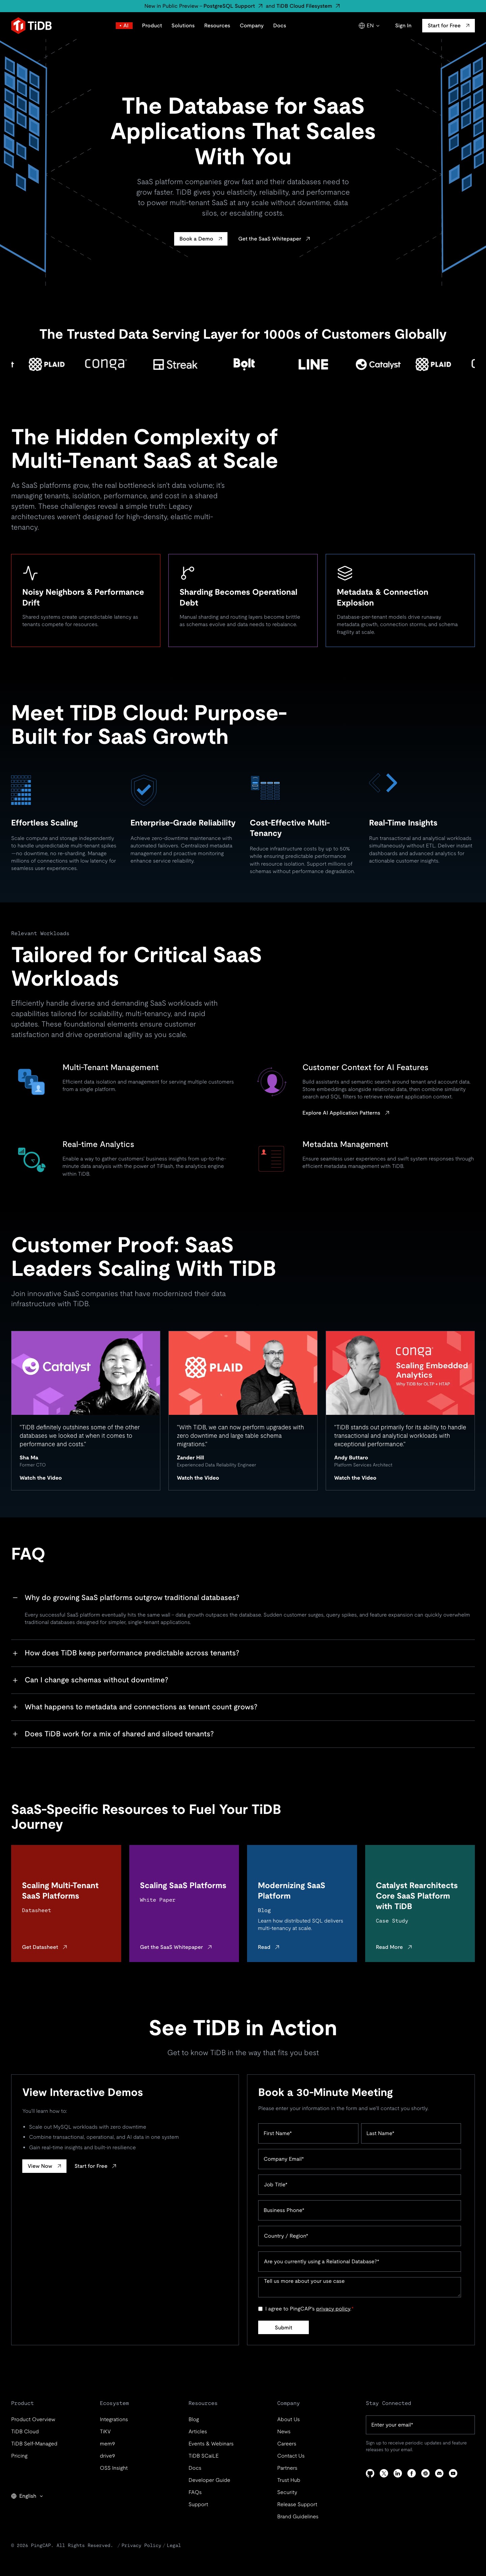 New in Public Preview - PostgreSQL Support and TiDB Cloud Filesystem
TiDB
AI Product Solutions Resources Company Docs
EN Sign In Start for Free
The Database for SaaS
Applications That Scales
With You
SaaS platform companies grow fast and their databases need to
grow faster. TiDB gives you elasticity, reliability, and performance
to power multi-tenant SaaS at any scale without downtime, data
silos, or escalating costs.
Book a Demo Get the SaaS Whitepaper
The Trusted Data Serving Layer for 1000s of Customers Globally
PLAID conga Streak Bolt LINE Catalyst PLAID
The Hidden Complexity of
Multi-Tenant SaaS at Scale
As SaaS platforms grow, the real bottleneck isn't data volume; it's
managing tenants, isolation, performance, and cost in a shared
system. These challenges reveal a simple truth: Legacy
architectures weren't designed for high-density, elastic multi-
tenancy.
Noisy Neighbors & Performance
Drift
Shared systems create unpredictable latency as
tenants compete for resources.
Sharding Becomes Operational
Debt
Manual sharding and routing layers become brittle
as schemas evolve and data needs to rebalance.
Metadata & Connection
Explosion
Database-per-tenant models drive runaway
metadata growth, connection storms, and schema
fragility at scale.
Meet TiDB Cloud: Purpose-
Built for SaaS Growth
Effortless Scaling
Scale compute and storage independently
to handle unpredictable multi-tenant spikes
—no downtime, no re-sharding. Manage
millions of connections with low latency for
seamless user experiences.
Enterprise-Grade Reliability
Achieve zero-downtime maintenance with
automated failovers. Centralized metadata
management and proactive monitoring
enhance service reliability.
Cost-Effective Multi-
Tenancy
Reduce infrastructure costs by up to 50%
while ensuring predictable performance
with resource isolation. Support millions of
schemas without performance degradation.
Real-Time Insights
Run transactional and analytical workloads
simultaneously without ETL. Deliver instant
dashboards and advanced analytics for
actionable customer insights.
Relevant Workloads
Tailored for Critical SaaS
Workloads
Efficiently handle diverse and demanding SaaS workloads with
capabilities tailored for scalability, multi-tenancy, and rapid
updates. These foundational elements ensure customer
satisfaction and drive operational agility as you scale.
Multi-Tenant Management
Efficient data isolation and management for serving multiple customers
from a single platform.
Customer Context for AI Features
Build assistants and semantic search around tenant and account data.
Store embeddings alongside relational data, then combine similarity
search and SQL filters to retrieve relevant application context.
Explore AI Application Patterns
Real-time Analytics
Enable a way to gather customers' business insights from up-to-the-
minute data analysis with the power of TiFlash, the analytics engine
within TiDB.
Metadata Management
Ensure seamless user experiences and swift system responses through
efficient metadata management with TiDB.
Customer Proof: SaaS
Leaders Scaling With TiDB
Join innovative SaaS companies that have modernized their data
infrastructure with TiDB.
Catalyst
"TiDB definitely outshines some of the other
databases we looked at when it comes to
performance and costs."
Sha Ma
Former CTO
Watch the Video
PLAID
"With TiDB, we can now perform upgrades with
zero downtime and large table schema
migrations."
Zander Hill
Experienced Data Reliability Engineer
Watch the Video
conga
Scaling Embedded
Analytics
Why TiDB for OLTP + HTAP
"TiDB stands out primarily for its ability to handle
transactional and analytical workloads with
exceptional performance."
Andy Buttaro
Platform Services Architect
Watch the Video
FAQ
Why do growing SaaS platforms outgrow traditional databases?
Every successful SaaS platform eventually hits the same wall - data growth outpaces the database. Sudden customer surges, query spikes, and feature expansion can quickly overwhelm
traditional databases designed for simpler, single-tenant applications.
How does TiDB keep performance predictable across tenants?
Can I change schemas without downtime?
What happens to metadata and connections as tenant count grows?
Does TiDB work for a mix of shared and siloed tenants?
SaaS-Specific Resources to Fuel Your TiDB
Journey
Scaling Multi-Tenant
SaaS Platforms
Datasheet
Get Datasheet
Scaling SaaS Platforms
White Paper
Get the SaaS Whitepaper
Modernizing SaaS
Platform
Blog
Learn how distributed SQL delivers
multi-tenancy at scale.
Read
Catalyst Rearchitects
Core SaaS Platform
with TiDB
Case Study
Read More
See TiDB in Action
Get to know TiDB in the way that fits you best
View Interactive Demos
You'll learn how to:
Scale out MySQL workloads with zero downtime
Combine transactional, operational, and AI data in one system
Gain real-time insights and built-in resilience
View Now Start for Free
Book a 30-Minute Meeting
Please enter your information in the form and we'll contact you shortly.
First Name* Last Name*
Company Email*
Job Title*
Business Phone*
Country / Region*
Are you currently using a Relational Database?*
Tell us more about your use case
I agree to PingCAP's privacy policy *
Submit
Product
Product Overview
TiDB Cloud
TiDB Self-Managed
Pricing
Ecosystem
Integrations
TiKV
mem9
drive9
OSS Insight
Resources
Blog
Articles
Events & Webinars
TiDB SCaiLE
Docs
Developer Guide
FAQs
Support
Company
About Us
News
Careers
Contact Us
Partners
Trust Hub
Security
Release Support
Brand Guidelines
Stay Connected
Enter your email*
Sign up to receive periodic updates and feature
releases to your email.
English
© 2026 PingCAP. All Rights Reserved. / Privacy Policy / Legal